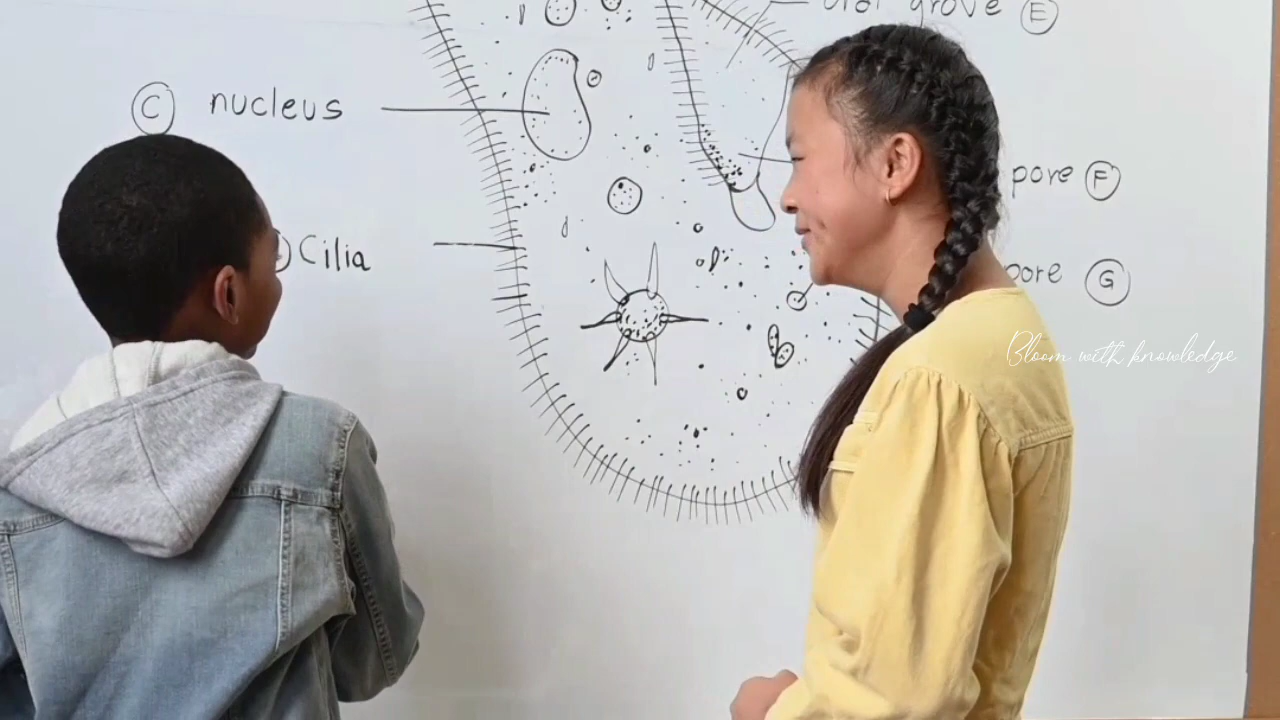 oral grove E
C nucleus
pore F
Cilia
pore G
Bloom with knowledge